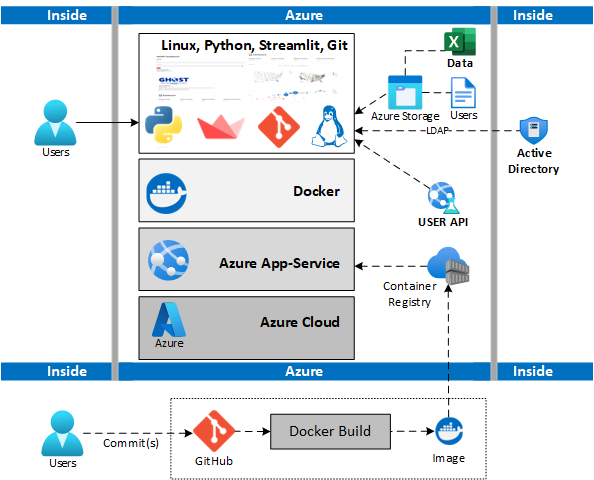 Inside
Azure
Inside
Linux, Python, Streamlit, Git
GHOST
Data
Azure Storage
Users
LDAP
Users
Active
Directory
Docker
USER API
Azure App-Service
Container
Registry
Azure
Azure Cloud
Inside
Azure
Inside
Users
Commit(s)
GitHub
Docker Build
Image